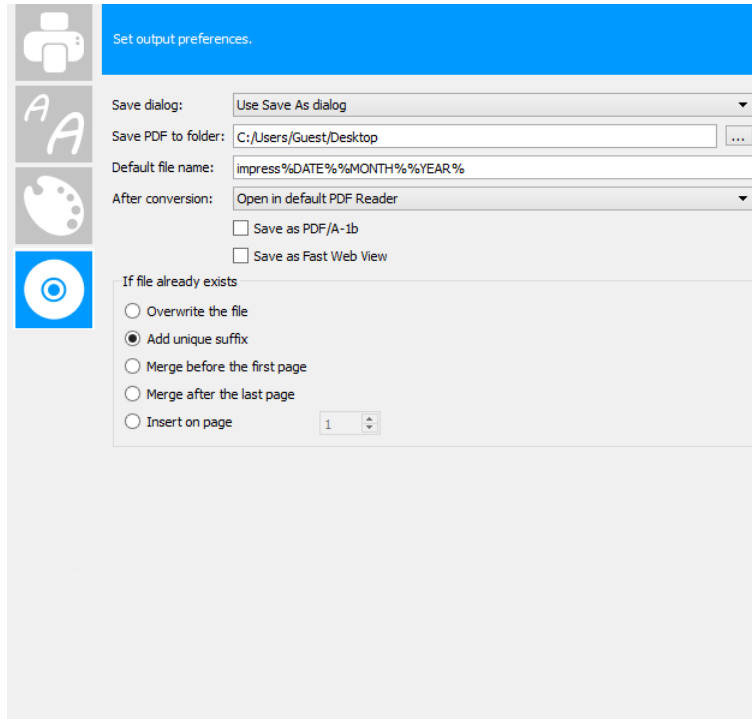 Set output preferences.
A A
Save dialog: Use Save As dialog
Save PDF to folder: C:/Users/Guest/Desktop ...
Default file name: impress%DATE%%MONTH%%YEAR%
After conversion: Open in default PDF Reader
Save as PDF/A-1b
Save as Fast Web View
If file already exists
Overwrite the file
Add unique suffix
Merge before the first page
Merge after the last page
Insert on page 1